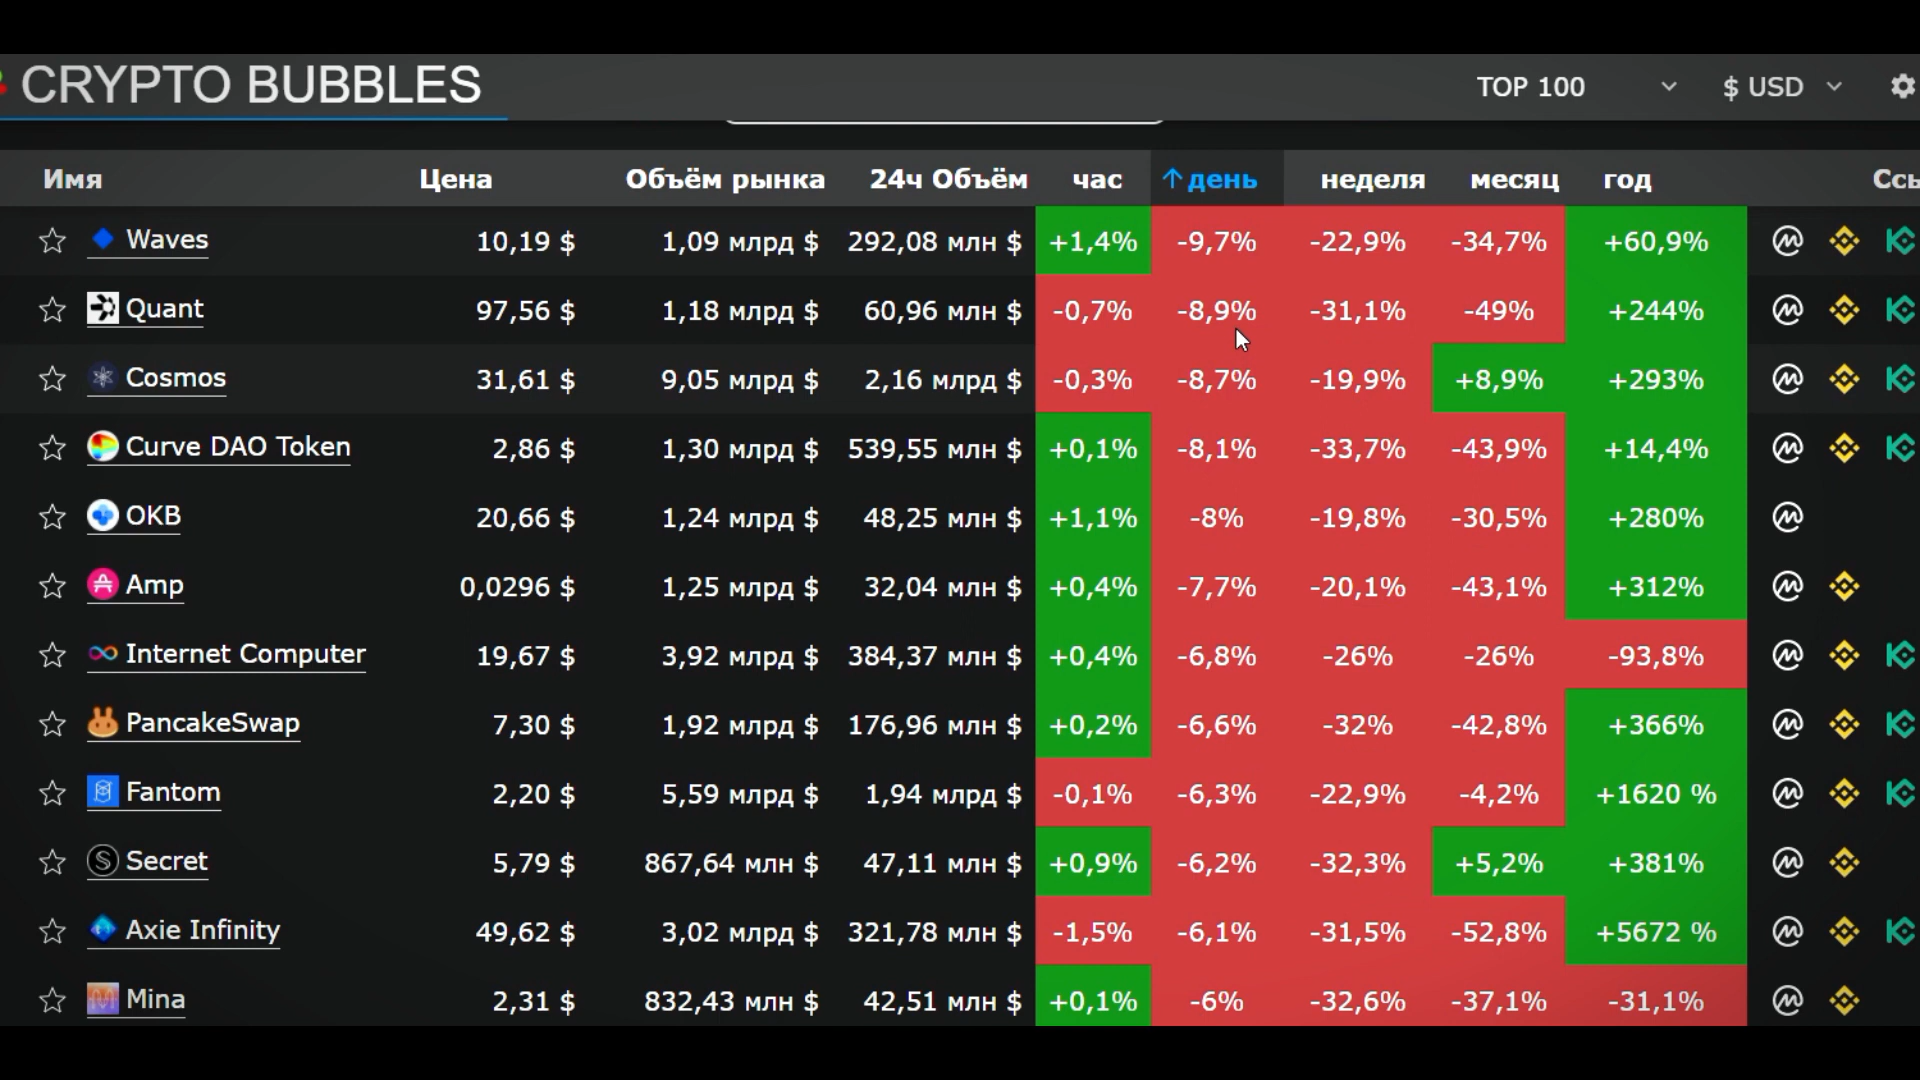 CRYPTO BUBBLES TOP 100 $ USD
Имя Цена Объём рынка 24ч Объём час ↑ день неделя месяц год
Waves 10,19 $ 1,09 млрд $ 292,08 млн $ +1,4% -9,7% -22,9% -34,7% +60,9%
Quant 97,56 $ 1,18 млрд $ 60,96 млн $ -0,7% -8,9% -31,1% -49% +244%
Cosmos 31,61 $ 9,05 млрд $ 2,16 млрд $ -0,3% -8,7% -19,9% +8,9% +293%
Curve DAO Token 2,86 $ 1,30 млрд $ 539,55 млн $ +0,1% -8,1% -33,7% -43,9% +14,4%
OKB 20,66 $ 1,24 млрд $ 48,25 млн $ +1,1% -8% -19,8% -30,5% +280%
Amp 0,0296 $ 1,25 млрд $ 32,04 млн $ +0,4% -7,7% -20,1% -43,1% +312%
Internet Computer 19,67 $ 3,92 млрд $ 384,37 млн $ +0,4% -6,8% -26% -26% -93,8%
PancakeSwap 7,30 $ 1,92 млрд $ 176,96 млн $ +0,2% -6,6% -32% -42,8% +366%
Fantom 2,20 $ 5,59 млрд $ 1,94 млрд $ -0,1% -6,3% -22,9% -4,2% +1620 %
Secret 5,79 $ 867,64 млн $ 47,11 млн $ +0,9% -6,2% -32,3% +5,2% +381%
Axie Infinity 49,62 $ 3,02 млрд $ 321,78 млн $ -1,5% -6,1% -31,5% -52,8% +5672 %
Mina 2,31 $ 832,43 млн $ 42,51 млн $ +0,1% -6% -32,6% -37,1% -31,1%